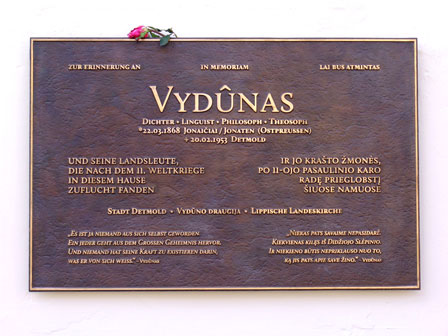 ZUR ERINNERUNG AN IN MEMORIAM LAI BUS ATMINTAS
VYDÛNAS
DICHTER • LINGUIST • PHILOSOPH • THEOSOPH
*22.03.1868 JONAIČIAI / JONATEN (OSTPREUSSEN)
+ 20.02.1953 DETMOLD
UND SEINE LANDSLEUTE,
DIE NACH DEM II. WELTKRIEGE
IN DIESEM HAUSE
ZUFLUCHT FANDEN
IR JO KRAŠTO ŽMONĖS,
PO II-OJO PASAULINIO KARO
RADĘ PRIEGLOBSTĮ
ŠIUOSE NAMUOSE
STADT DETMOLD • VYDŪNO DRAUGIJA • LIPPISCHE LANDESKIRCHE
„ES IST JA NIEMAND AUS SICH SELBST GEWORDEN.
EIN JEDER GEHT AUS DEM GROSSEN GEHEIMNIS HERVOR.
UND NIEMAND HAT SEINE KRAFT ZU EXISTIEREN DARIN,
WAS ER VON SICH WEISS.“ - VYDŪNAS
„NIEKAS PATS SAVAIME NEPASIDARĖ.
KIEKVIENAS KILĘS IŠ DIDŽIOJO SLĖPINIO.
IR NIEKIENO BŪTIS NEPRIKLAUSO NUO TO,
KĄ JIS PATS APIE SAVE ŽINO.“ - VYDŪNAS